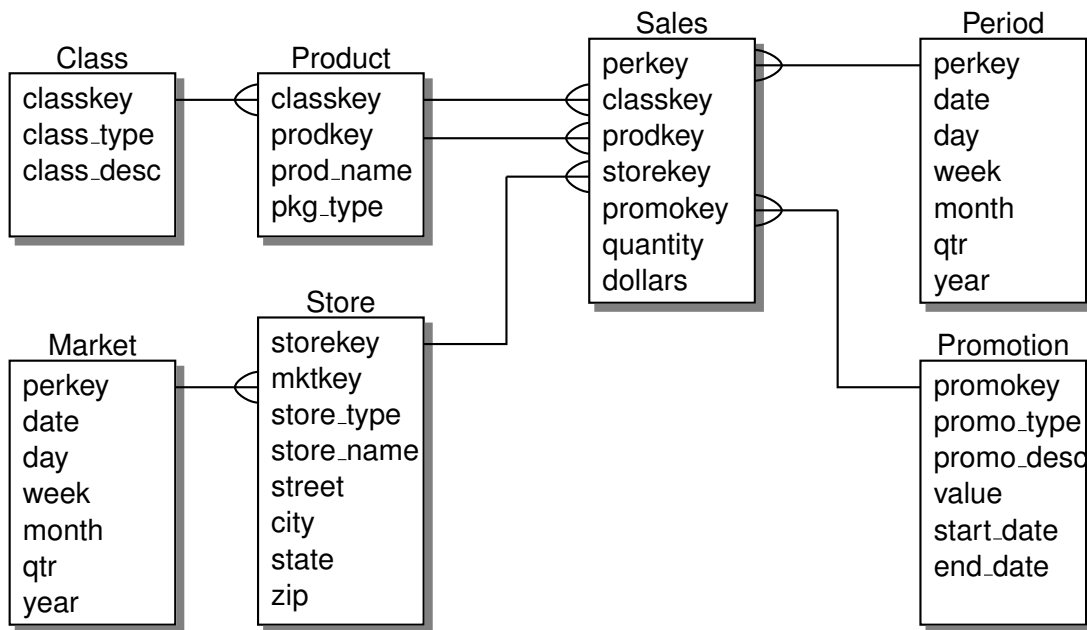 Class
classkey
class_type
class_desc
Product
classkey
prodkey
prod_name
pkg_type
Sales
perkey
classkey
prodkey
storekey
promokey
quantity
dollars
Period
perkey
date
day
week
month
qtr
year
Market
perkey
date
day
week
month
qtr
year
Store
storekey
mktkey
store_type
store_name
street
city
state
zip
Promotion
promokey
promo_type
promo_desc
value
start_date
end_date